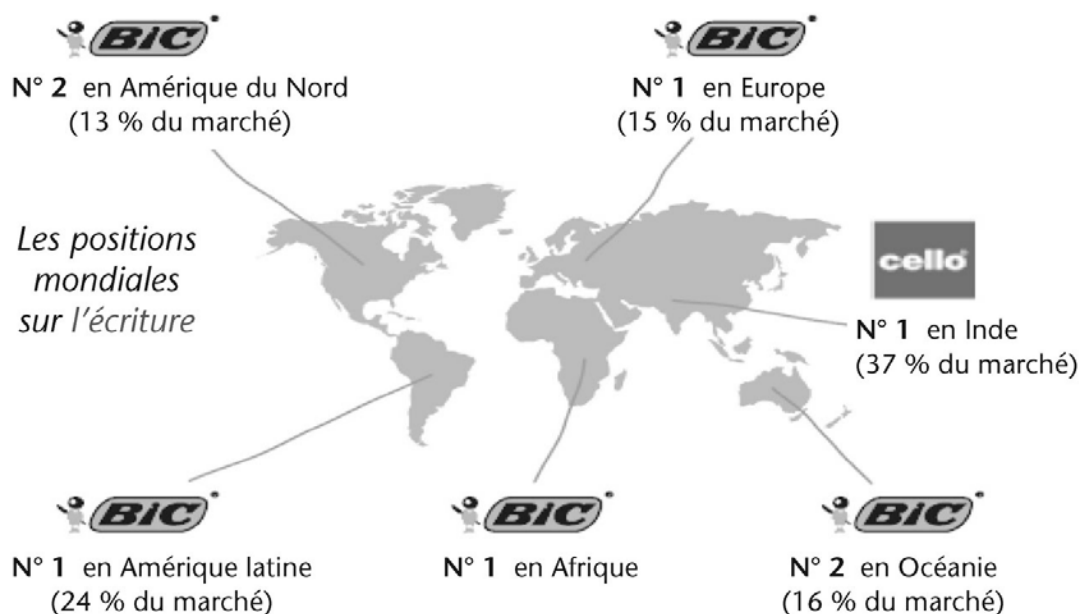 BiC
N° 2 en Amérique du Nord
(13 % du marché)
BiC
N° 1 en Europe
(15 % du marché)
Les positions
mondiales
sur l'écriture
cello
N° 1 en Inde
(37 % du marché)
BiC
N° 1 en Amérique latine
(24 % du marché)
BiC
N° 1 en Afrique
BiC
N° 2 en Océanie
(16 % du marché)